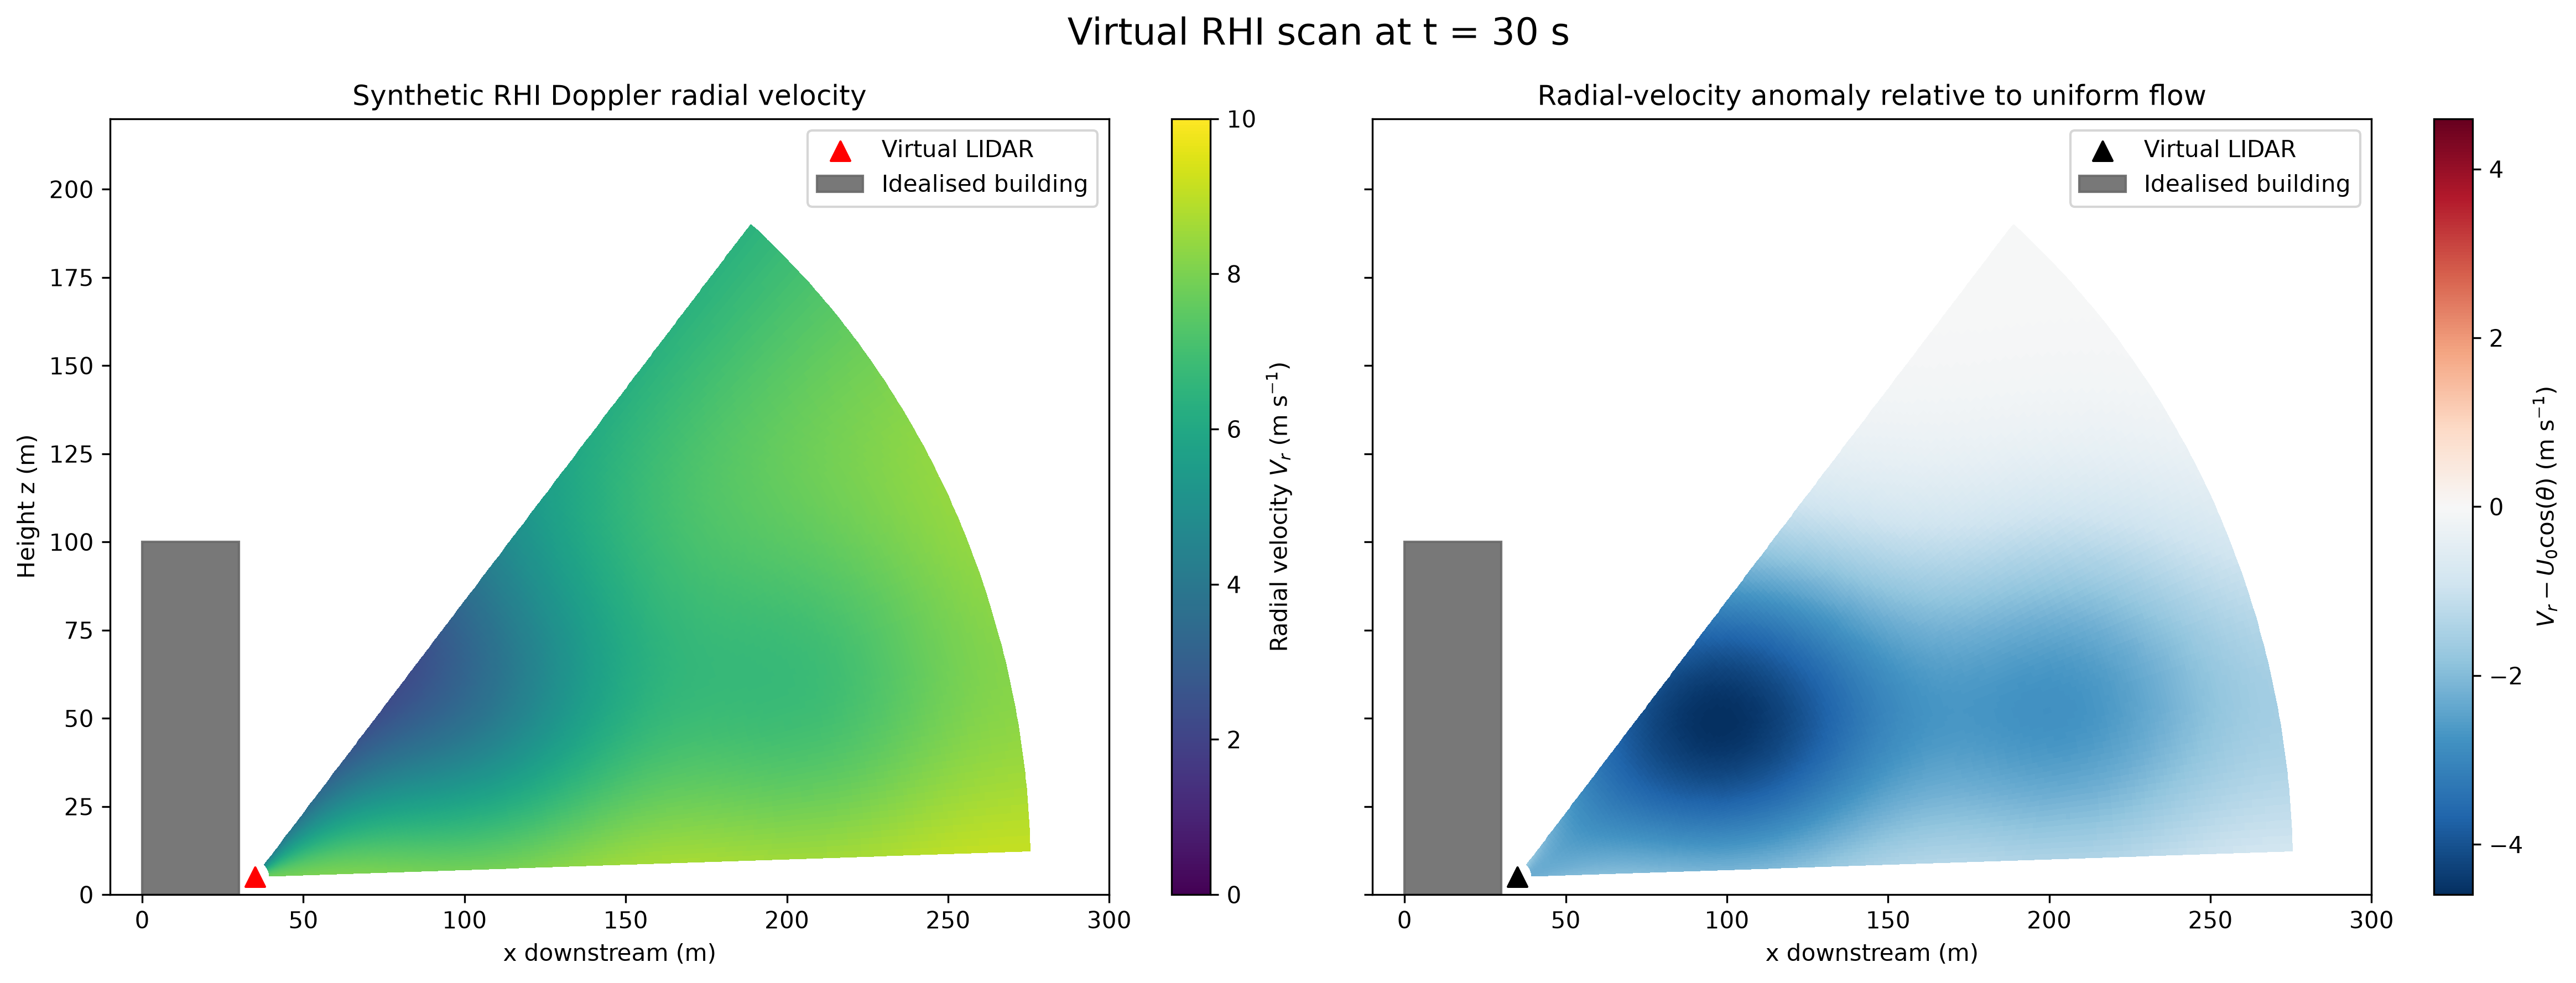 Virtual RHI scan at t = 30 s
Synthetic RHI Doppler radial velocity
Virtual LIDAR
Idealised building
Height z (m)
200
175
150
125
100
75
50
25
0
0 50 100 150 200 250 300
x downstream (m)
10
8
6
4
2
0
Radial velocity V_r (m s⁻¹)
Radial-velocity anomaly relative to uniform flow
Virtual LIDAR
Idealised building
0 50 100 150 200 250 300
x downstream (m)
4
2
0
−2
−4
V_r − U₀cos(θ) (m s⁻¹)